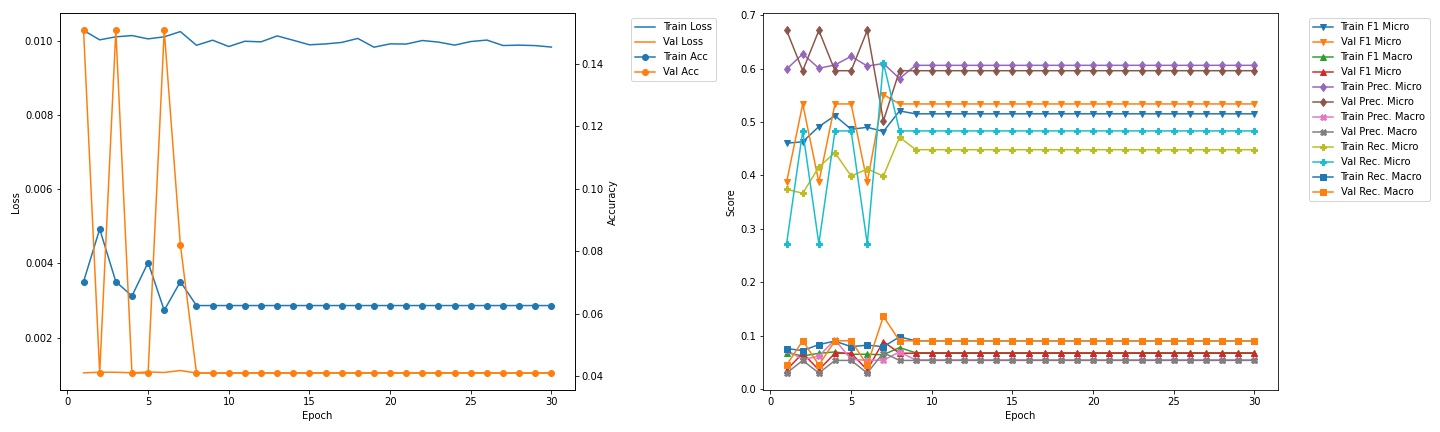 0.010
0.008
0.006
0.004
0.002
Loss
0
5
10
15
20
25
30
Epoch
0.14
0.12
0.10
0.08
0.06
0.04
Accuracy
Train Loss
Val Loss
Train Acc
Val Acc
0.7
0.6
0.5
0.4
0.3
0.2
0.1
0.0
Score
0
5
10
15
20
25
30
Epoch
Train F1 Micro
Val F1 Micro
Train F1 Macro
Val F1 Micro
Train Prec. Micro
Val Prec. Micro
Train Prec. Macro
Val Prec. Macro
Train Rec. Micro
Val Rec. Micro
Train Rec. Macro
Val Rec. Macro